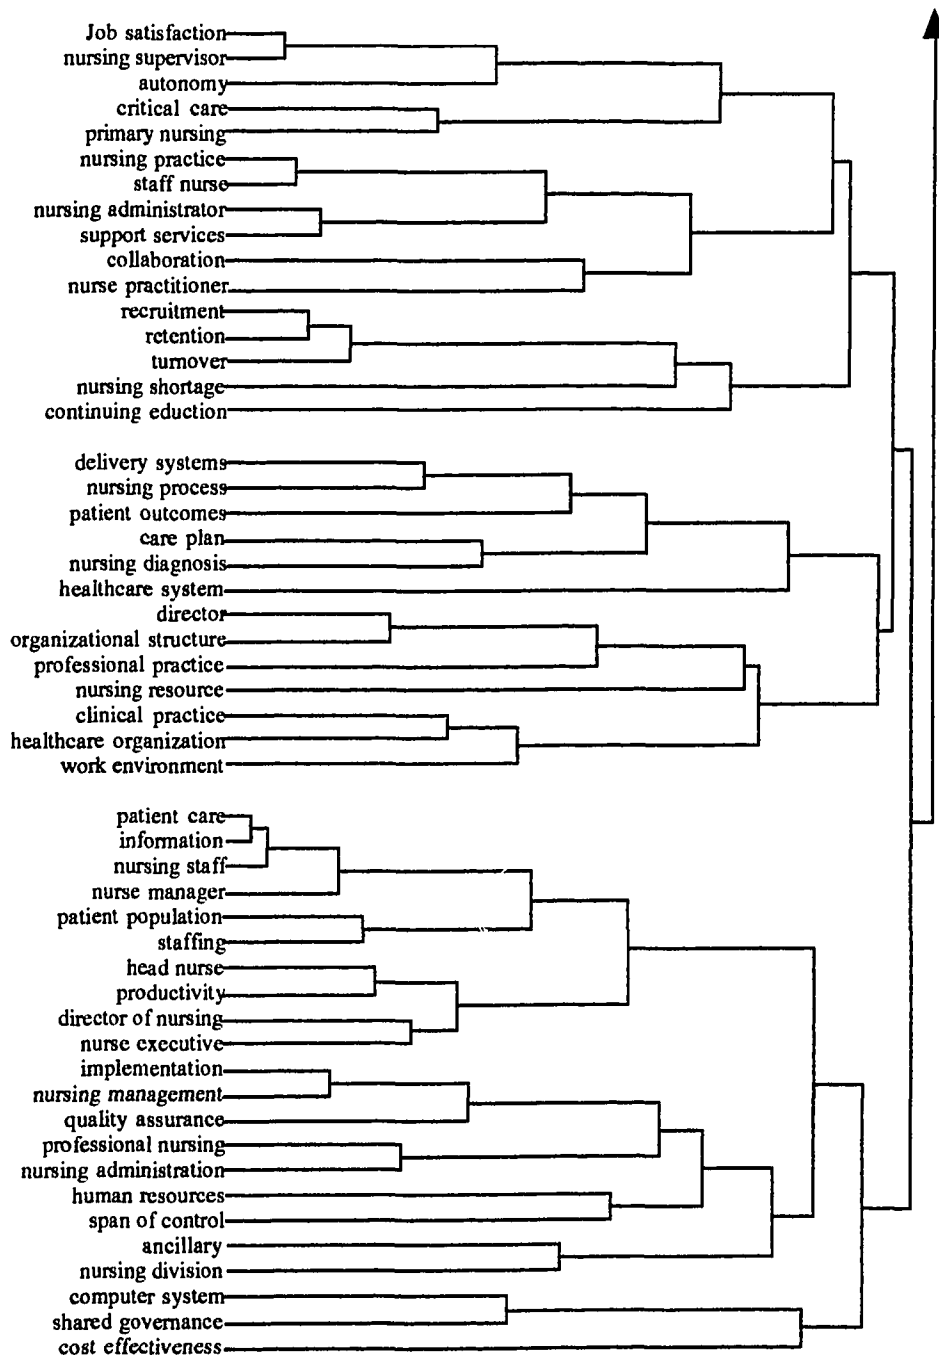 Job satisfaction
nursing supervisor
autonomy
critical care
primary nursing
nursing practice
staff nurse
nursing administrator
support services
collaboration
nurse practitioner
recruitment
retention
turnover
nursing shortage
continuing eduction
delivery systems
nursing process
patient outcomes
care plan
nursing diagnosis
healthcare system
director
organizational structure
professional practice
nursing resource
clinical practice
healthcare organization
work environment
patient care
information
nursing staff
nurse manager
patient population
staffing
head nurse
productivity
director of nursing
nurse executive
implementation
nursing management
quality assurance
professional nursing
nursing administration
human resources
span of control
ancillary
nursing division
computer system
shared governance
cost effectiveness